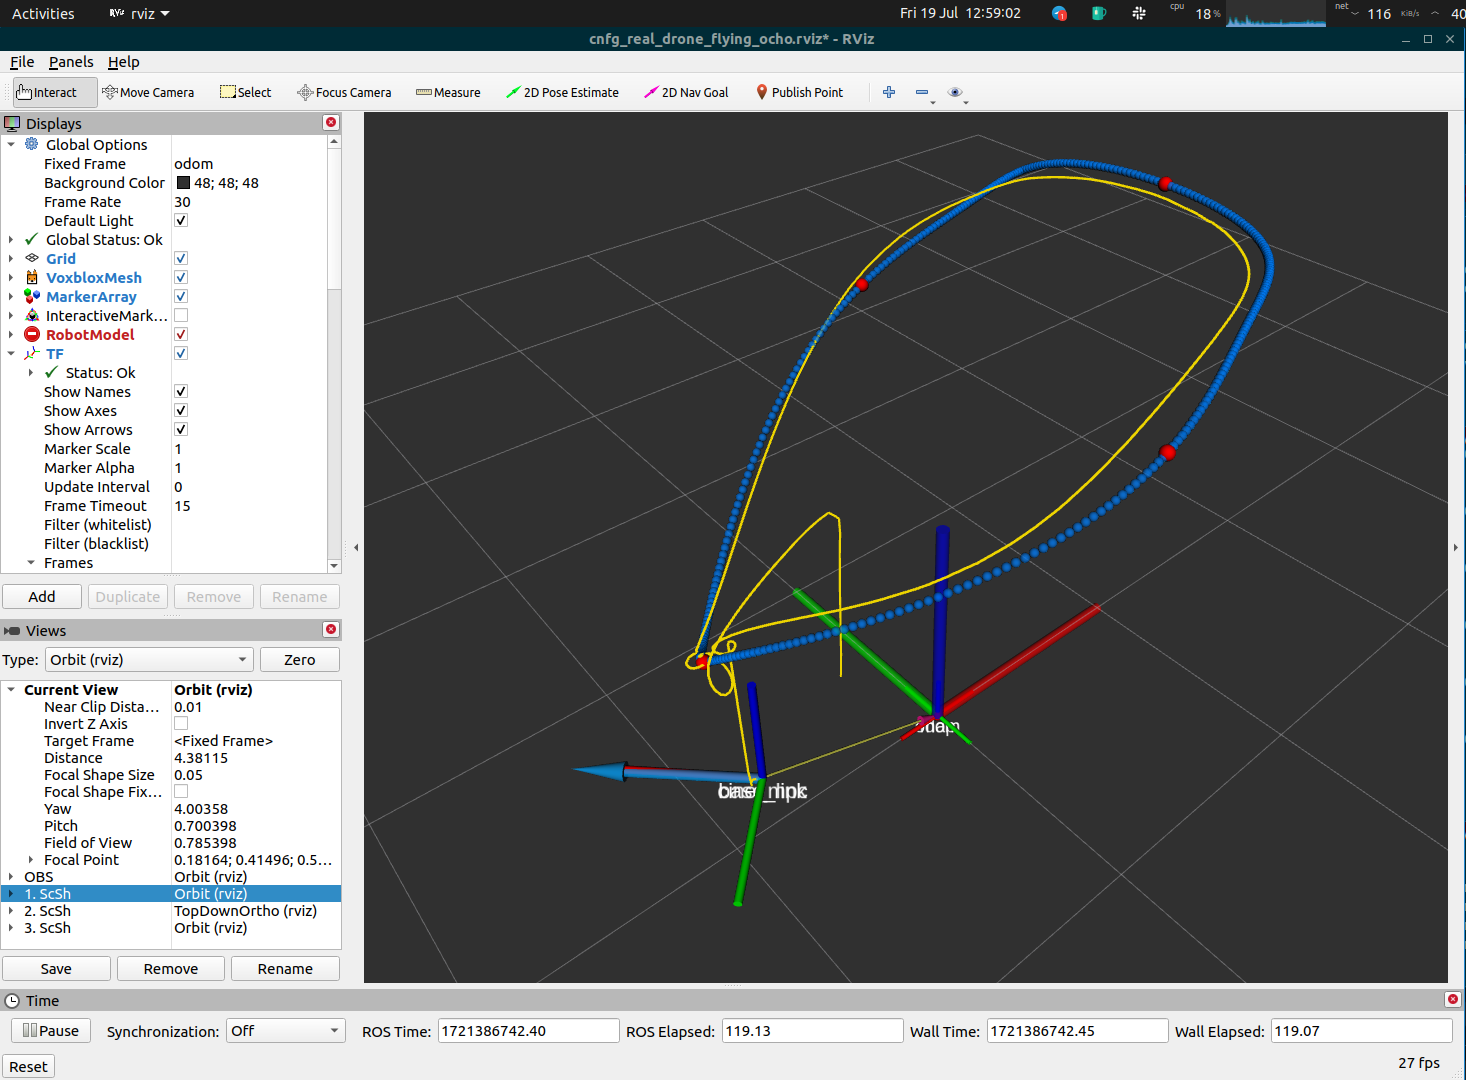 Activities rviz Fri 19 Jul 12:59:02 cpu 18% net 116 KiB/s 40
cnfg_real_drone_flying_ocho.rviz* - RViz
File Panels Help
Interact Move Camera Select Focus Camera Measure 2D Pose Estimate 2D Nav Goal Publish Point
Displays
Global Options
Fixed Frame odom
Background Color 48; 48; 48
Frame Rate 30
Default Light
Global Status: Ok
Grid
VoxbloxMesh
MarkerArray
InteractiveMark...
RobotModel
TF
Status: Ok
Show Names
Show Axes
Show Arrows
Marker Scale 1
Marker Alpha 1
Update Interval 0
Frame Timeout 15
Filter (whitelist)
Filter (blacklist)
Frames
Add Duplicate Remove Rename
Views
Type: Orbit (rviz) Zero
Current View Orbit (rviz)
Near Clip Dista... 0.01
Invert Z Axis
Target Frame <Fixed Frame>
Distance 4.38115
Focal Shape Size 0.05
Focal Shape Fix...
Yaw 4.00358
Pitch 0.700398
Field of View 0.785398
Focal Point 0.18164; 0.41496; 0.5...
OBS Orbit (rviz)
1. ScSh Orbit (rviz)
2. ScSh TopDownOrtho (rviz)
3. ScSh Orbit (rviz)
Save Remove Rename
Time
Pause Synchronization: Off ROS Time: 1721386742.40 ROS Elapsed: 119.13 Wall Time: 1721386742.45 Wall Elapsed: 119.07
Reset 27 fps